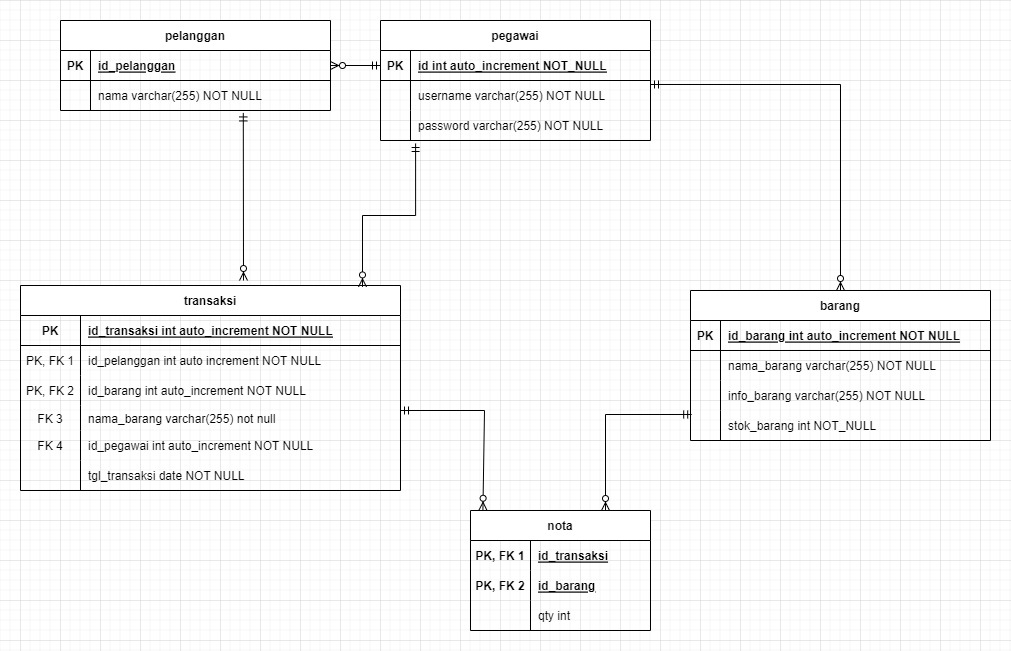 pelanggan
PK id_pelanggan
nama varchar(255) NOT NULL
pegawai
PK id int auto_increment NOT_NULL
username varchar(255) NOT NULL
password varchar(255) NOT NULL
transaksi
PK id_transaksi int auto_increment NOT NULL
PK, FK 1 id_pelanggan int auto increment NOT NULL
PK, FK 2 id_barang int auto_increment NOT NULL
FK 3 nama_barang varchar(255) not null
FK 4 id_pegawai int auto_increment NOT NULL
tgl_transaksi date NOT NULL
barang
PK id_barang int auto_increment NOT NULL
nama_barang varchar(255) NOT NULL
info_barang varchar(255) NOT NULL
stok_barang int NOT_NULL
nota
PK, FK 1 id_transaksi
PK, FK 2 id_barang
qty int